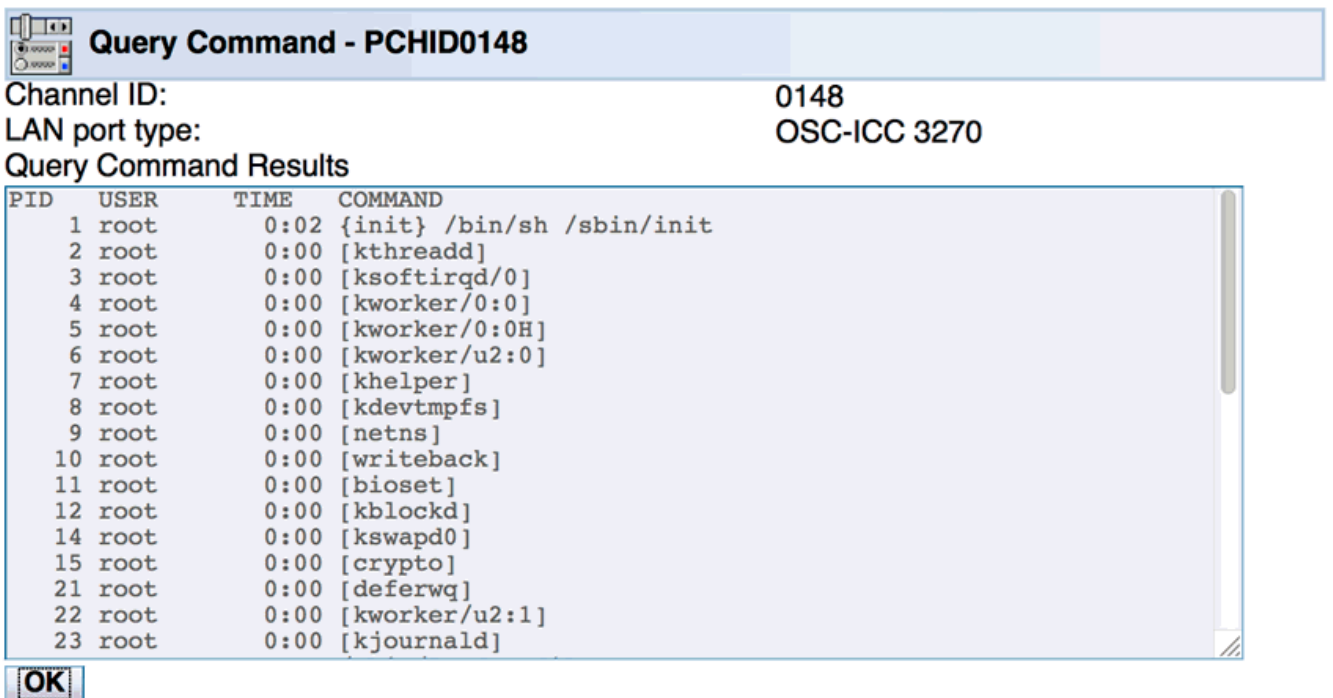 Query Command - PCHID0148
Channel ID: 0148
LAN port type: OSC-ICC 3270
Query Command Results
PID USER TIME COMMAND
1 root 0:02 {init} /bin/sh /sbin/init
2 root 0:00 [kthreadd]
3 root 0:00 [ksoftirqd/0]
4 root 0:00 [kworker/0:0]
5 root 0:00 [kworker/0:0H]
6 root 0:00 [kworker/u2:0]
7 root 0:00 [khelper]
8 root 0:00 [kdevtmpfs]
9 root 0:00 [netns]
10 root 0:00 [writeback]
11 root 0:00 [bioset]
12 root 0:00 [kblockd]
14 root 0:00 [kswapd0]
15 root 0:00 [crypto]
21 root 0:00 [deferwq]
22 root 0:00 [kworker/u2:1]
23 root 0:00 [kjournald]
OK